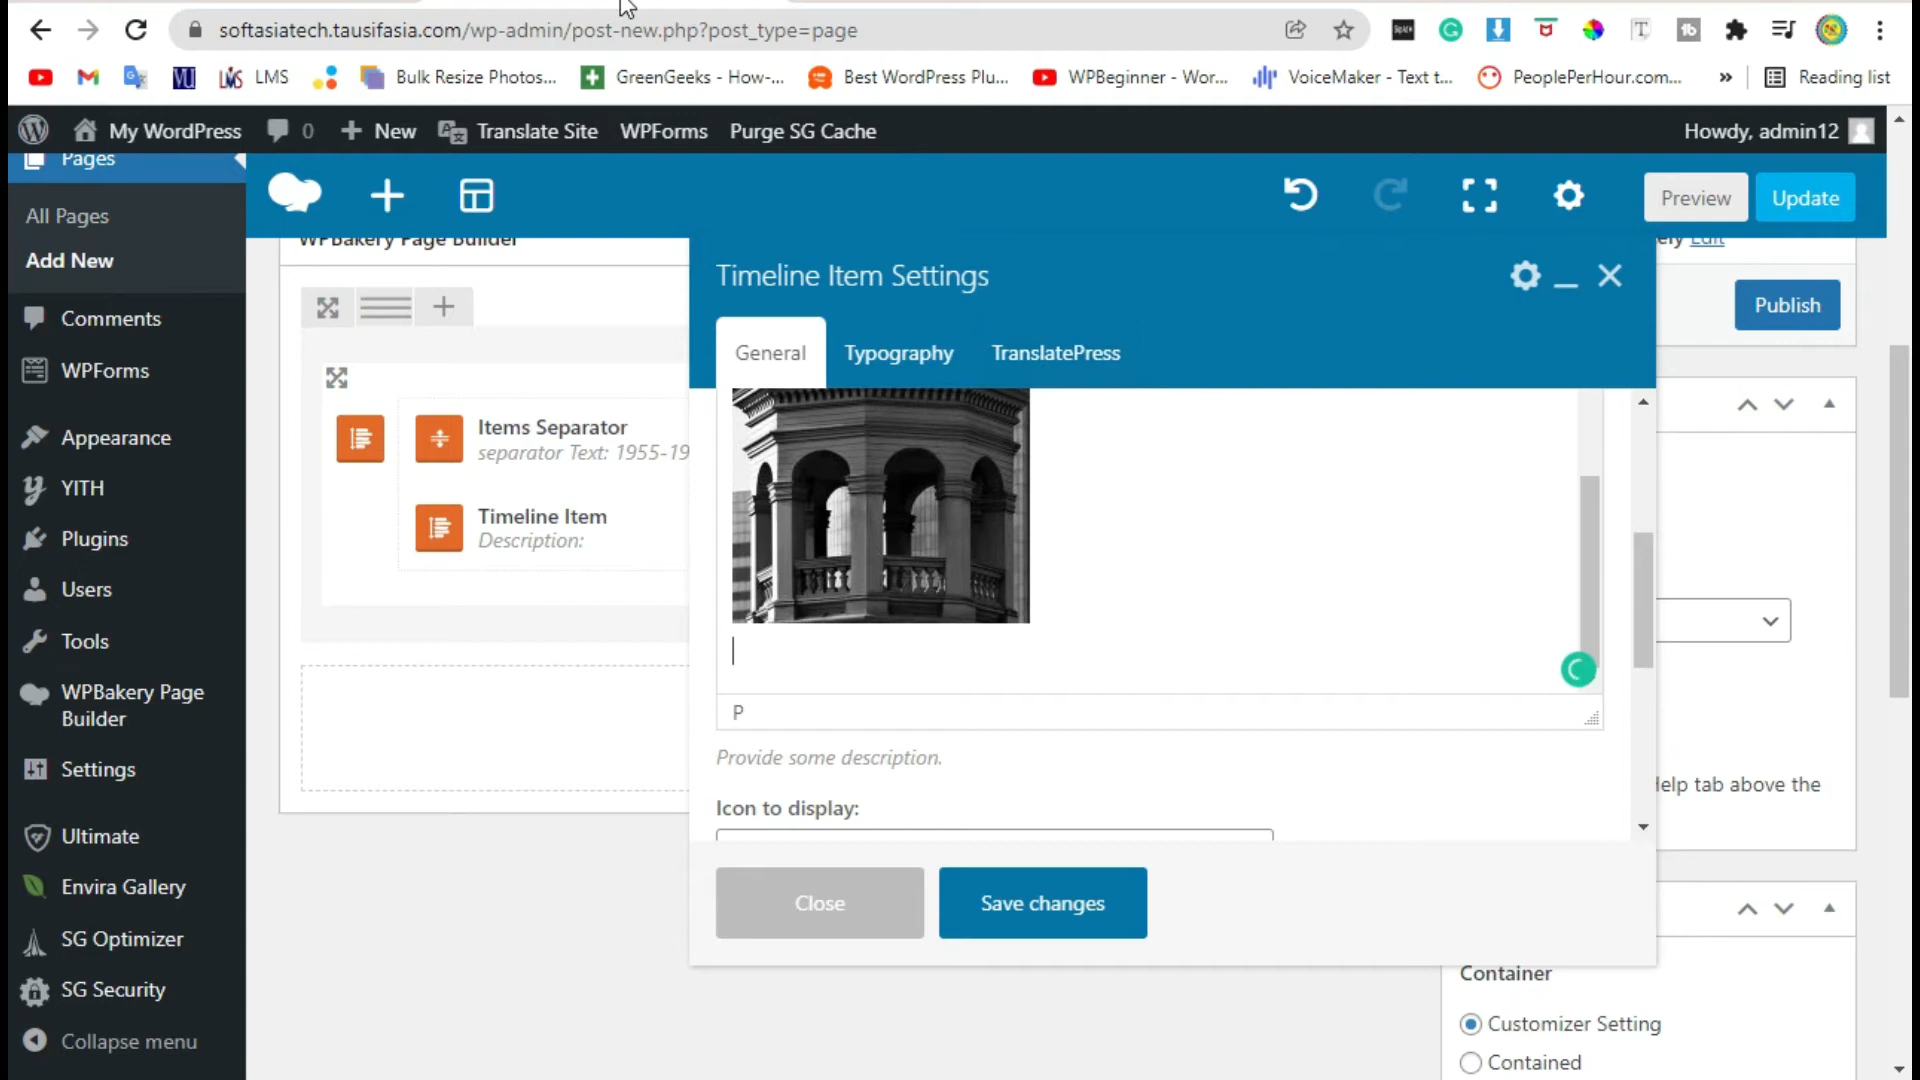 softasiatech.tausifasia.com/wp-admin/post-new.php?post_type=page
LMS
Bulk Resize Photos...
GreenGeeks - How-...
Best WordPress Plu...
WPBeginner - Wor...
VoiceMaker - Text t...
PeoplePerHour.com...
»
Reading list
My WordPress
0
New
Translate Site
WPForms
Purge SG Cache
Howdy, admin12
Pages
All Pages
Add New
Comments
WPForms
Appearance
YITH
Plugins
Users
Tools
WPBakery Page
Builder
Settings
Ultimate
Envira Gallery
SG Optimizer
SG Security
Collapse menu
Preview
Update
WPBakery Page Builder
Edit
Publish
Items Separator
separator Text: 1955-19
Timeline Item
Description:
Timeline Item Settings
General
Typography
TranslatePress
P
Provide some description.
Icon to display:
Close
Save changes
Help tab above the
Container
Customizer Setting
Contained